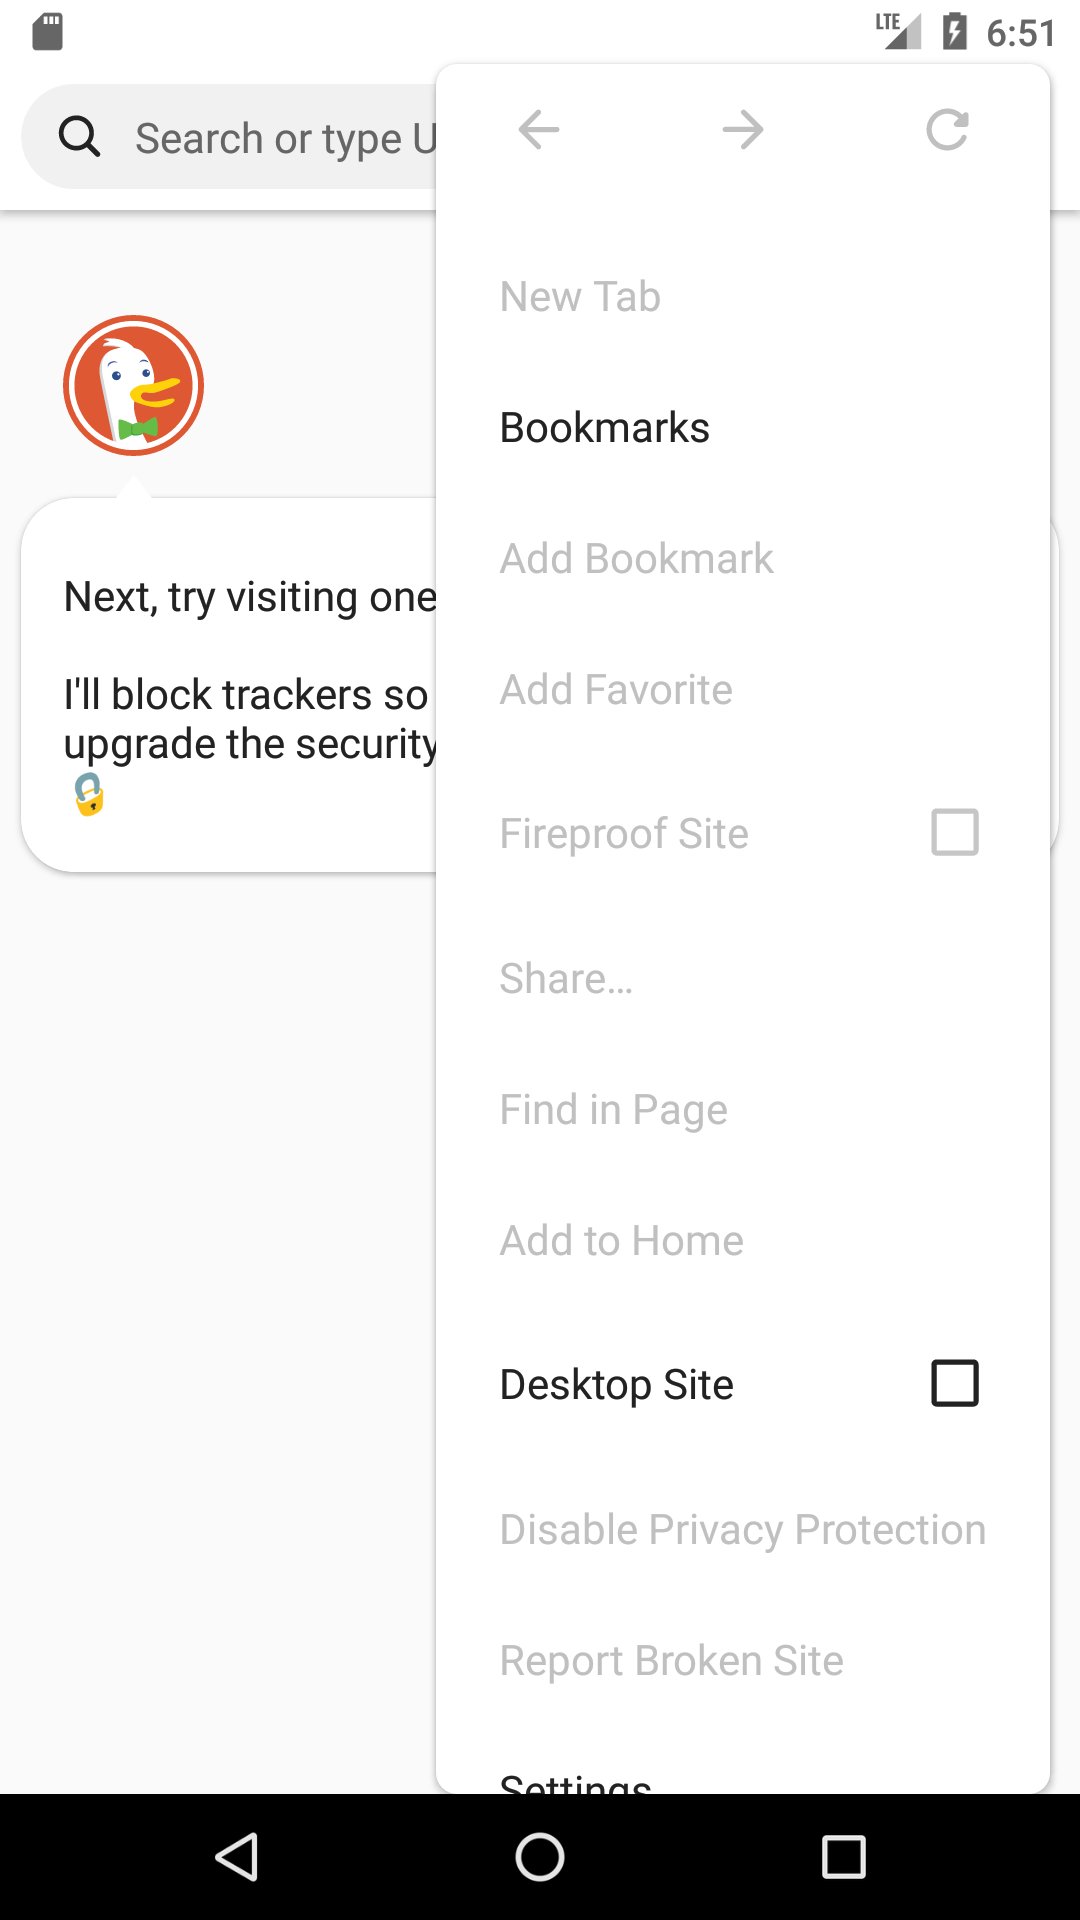 LTE 6:51
Search or type U
New Tab
Bookmarks
Add Bookmark
Add Favorite
Fireproof Site
Share...
Find in Page
Add to Home
Desktop Site
Disable Privacy Protection
Report Broken Site
Settings
Next, try visiting one
I'll block trackers so
upgrade the security